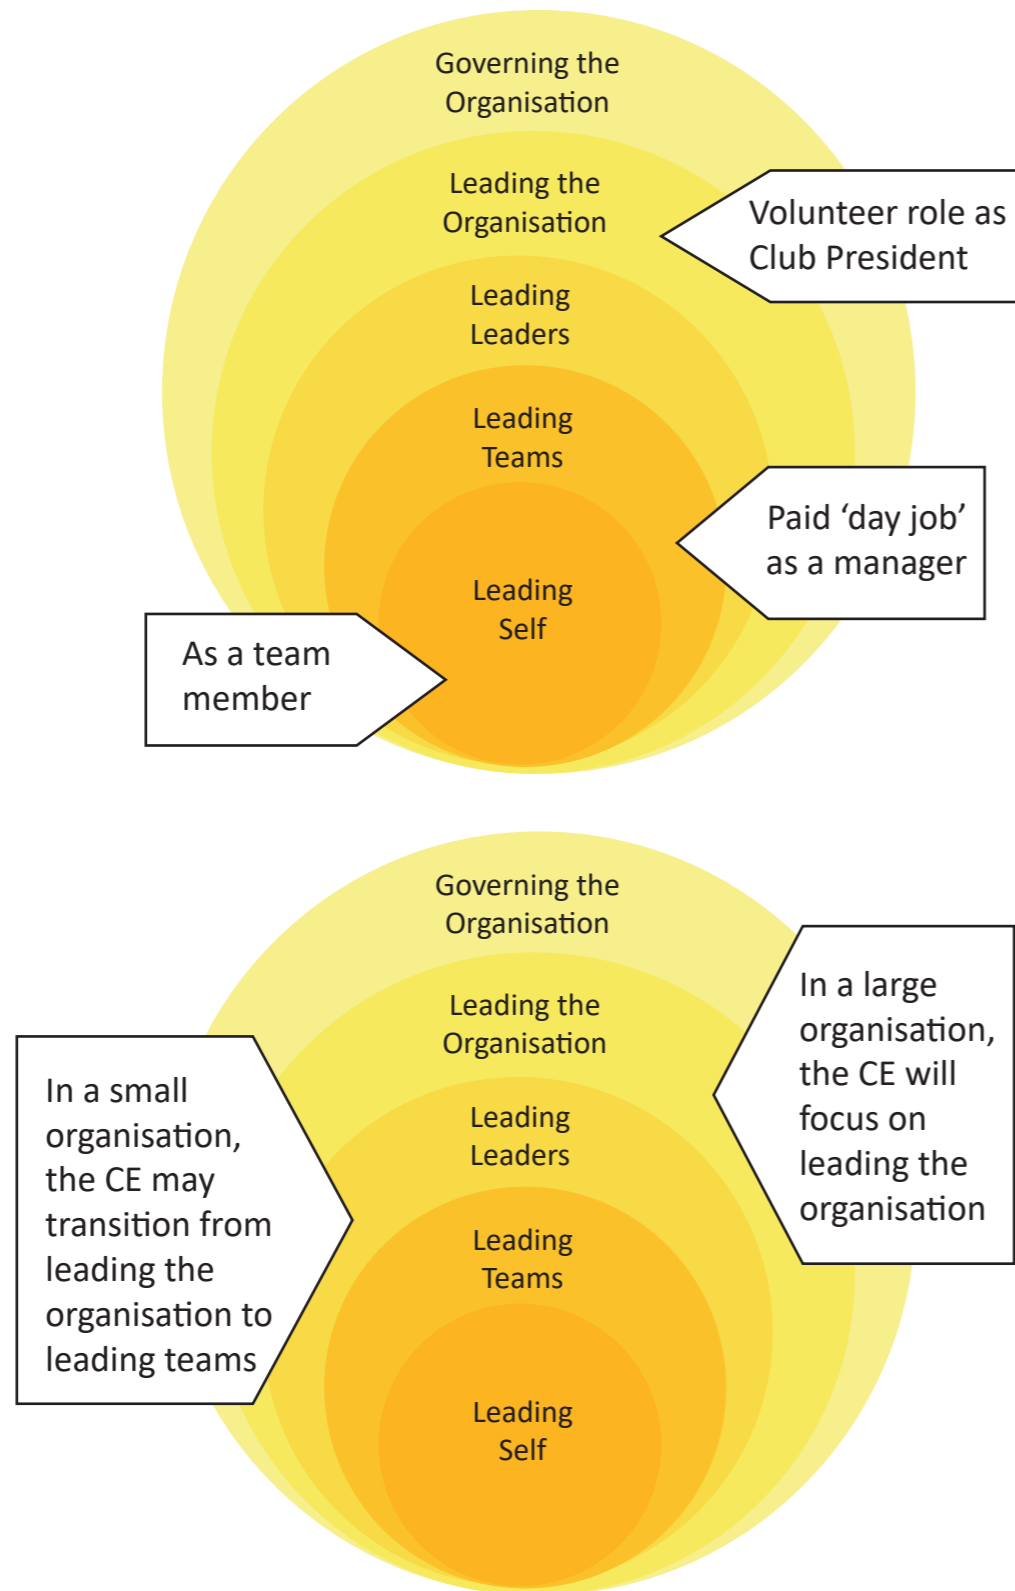 Governing the
Organisation
Leading the
Organisation
Volunteer role as
Club President
Leading
Leaders
Leading
Teams
Paid ‘day job’
as a manager
Leading
Self
As a team
member
Governing the
Organisation
In a large
organisation,
the CE will
focus on
leading the
organisation
Leading the
Organisation
In a small
organisation,
the CE may
transition from
leading the
organisation to
leading teams
Leading
Leaders
Leading
Teams
Leading
Self